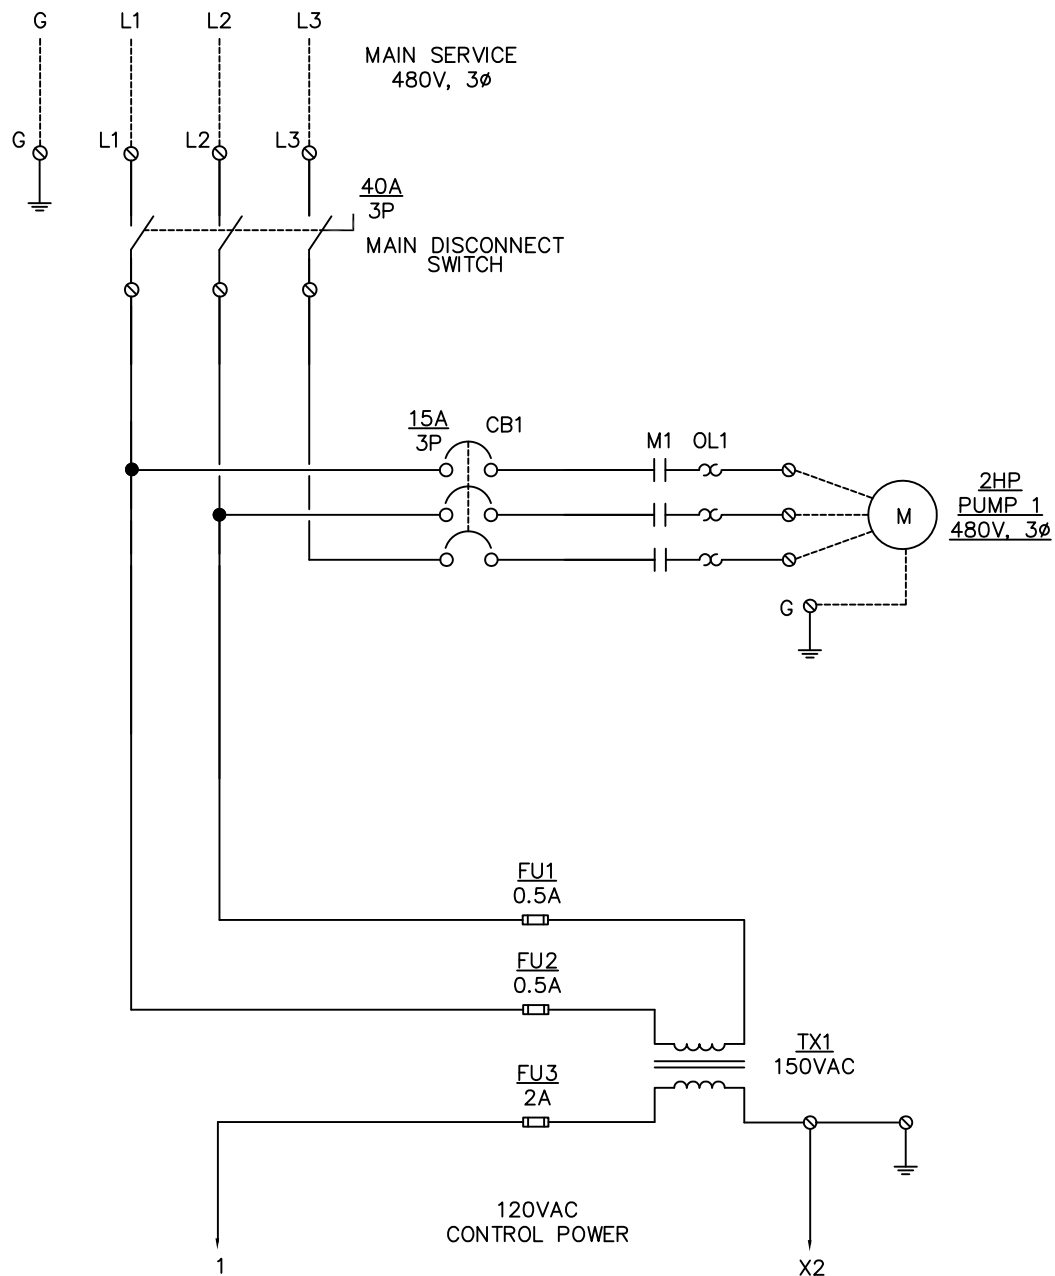 G L1 L2 L3
MAIN SERVICE
480V, 3ø
G L1 L2 L3
40A
3P
MAIN DISCONNECT
SWITCH
15A
3P
CB1
M1 OL1
M
2HP
PUMP 1
480V, 3ø
G
FU1
0.5A
FU2
0.5A
TX1
150VAC
FU3
2A
120VAC
CONTROL POWER
1 X2